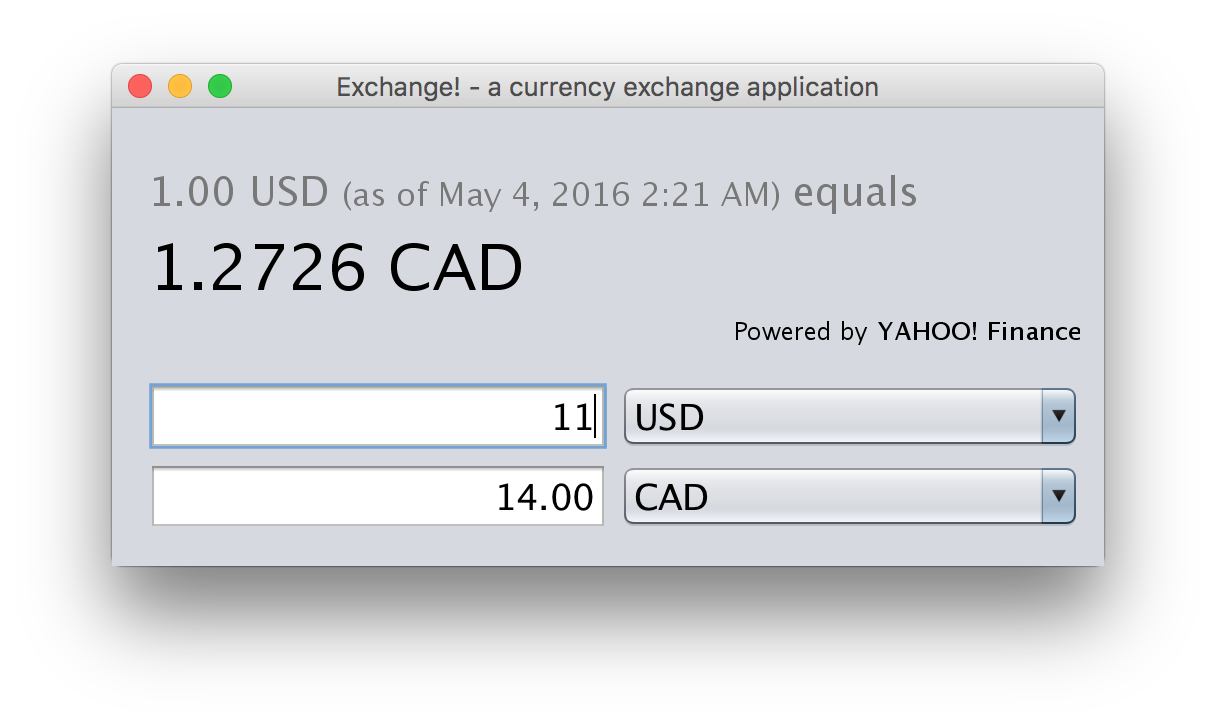 Exchange! - a currency exchange application
1.00 USD (as of May 4, 2016 2:21 AM) equals
1.2726 CAD
Powered by YAHOO! Finance
11 USD
14.00 CAD